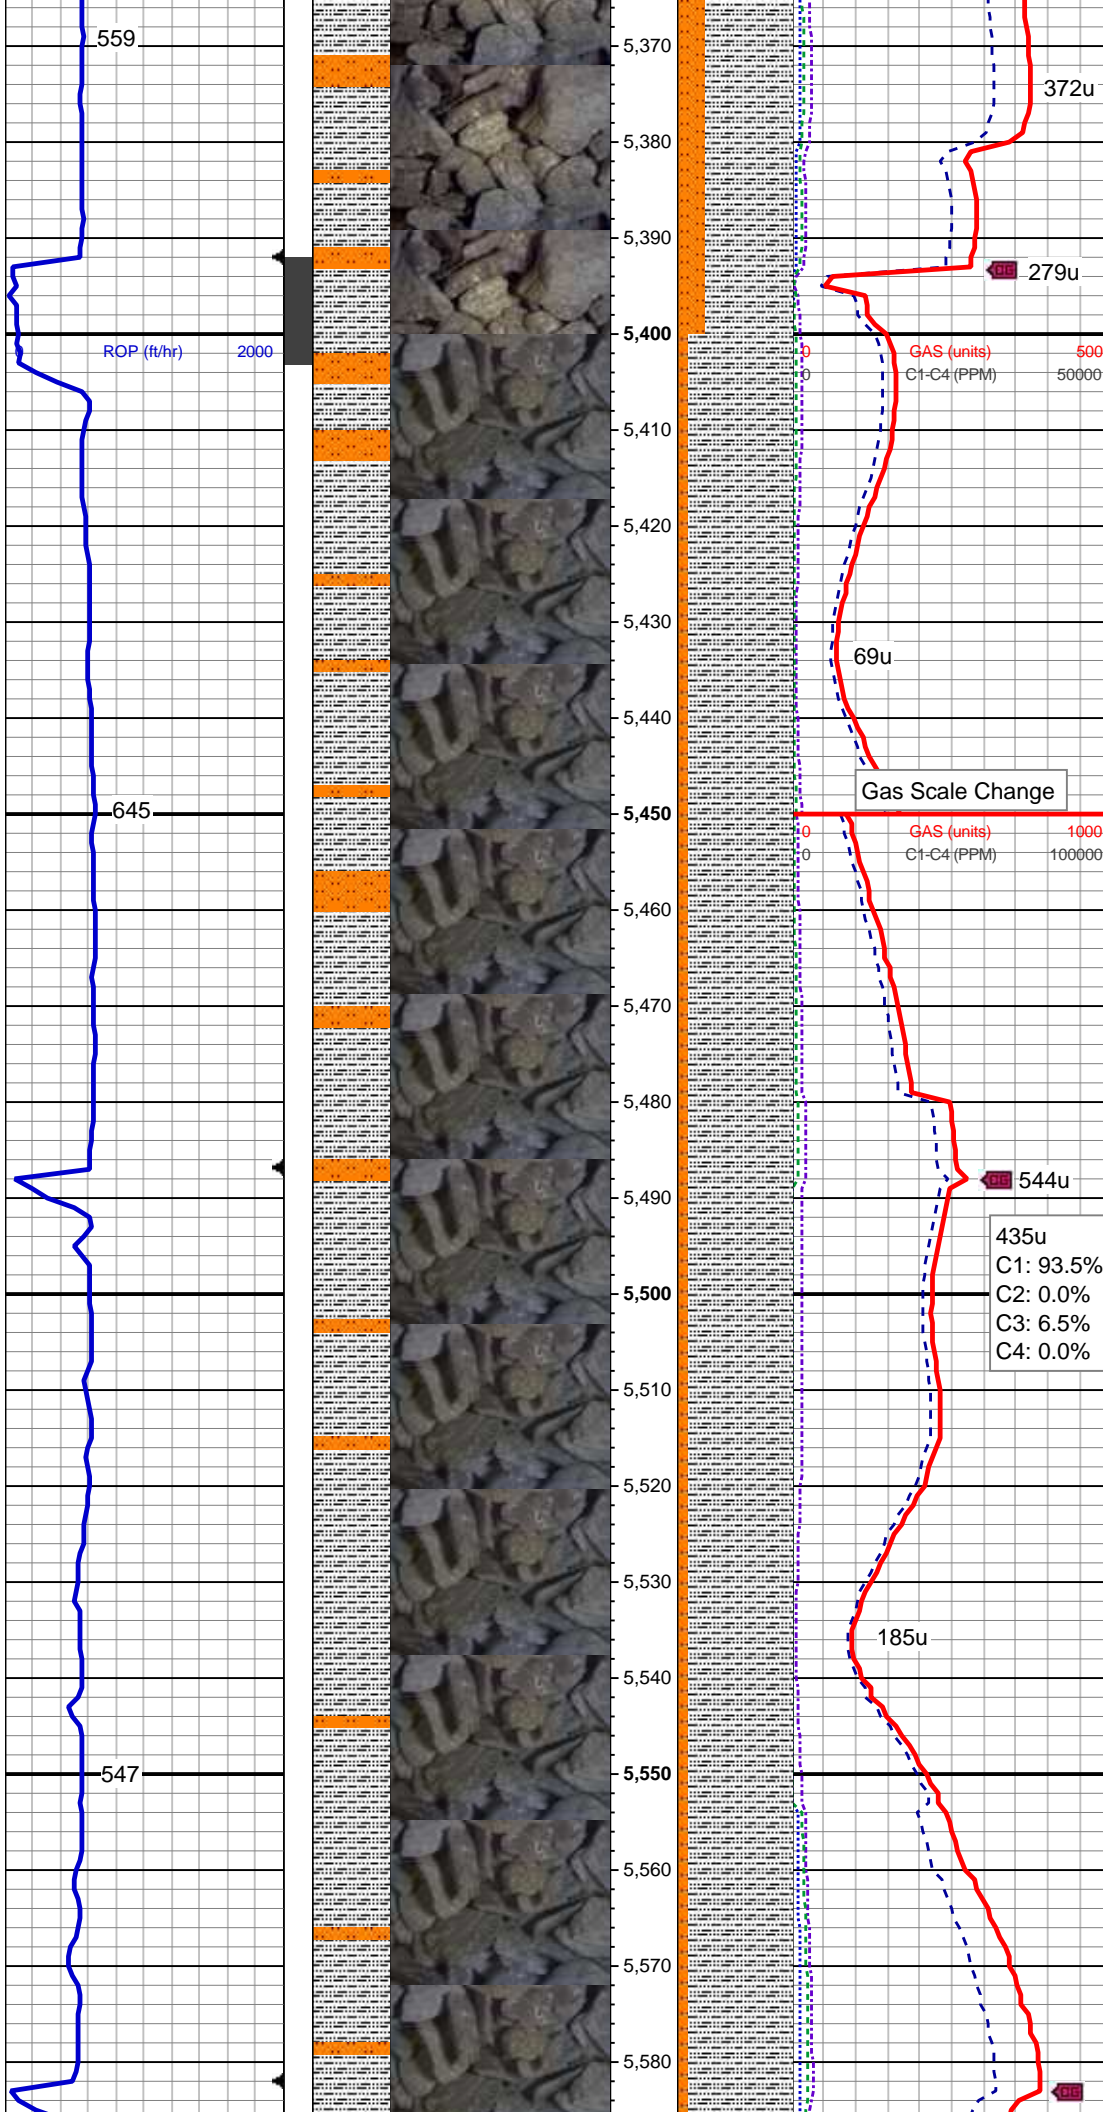 559
5,370
372u
5,380
5,390
CG 279u
5,400
0 ROP (ft/hr) 2000
0 GAS (units) 500
0 C1-C4 (PPM) 50000
5,410
5,420
5,430
69u
5,440
Gas Scale Change
645
5,450
0 GAS (units) 1000
0 C1-C4 (PPM) 100000
5,460
5,470
5,480
CG 544u
5,490
435u
C1: 93.5%
C2: 0.0%
5,500
C3: 6.5%
C4: 0.0%
5,510
5,520
5,530
185u
5,540
547
5,550
5,560
5,570
5,580
CG